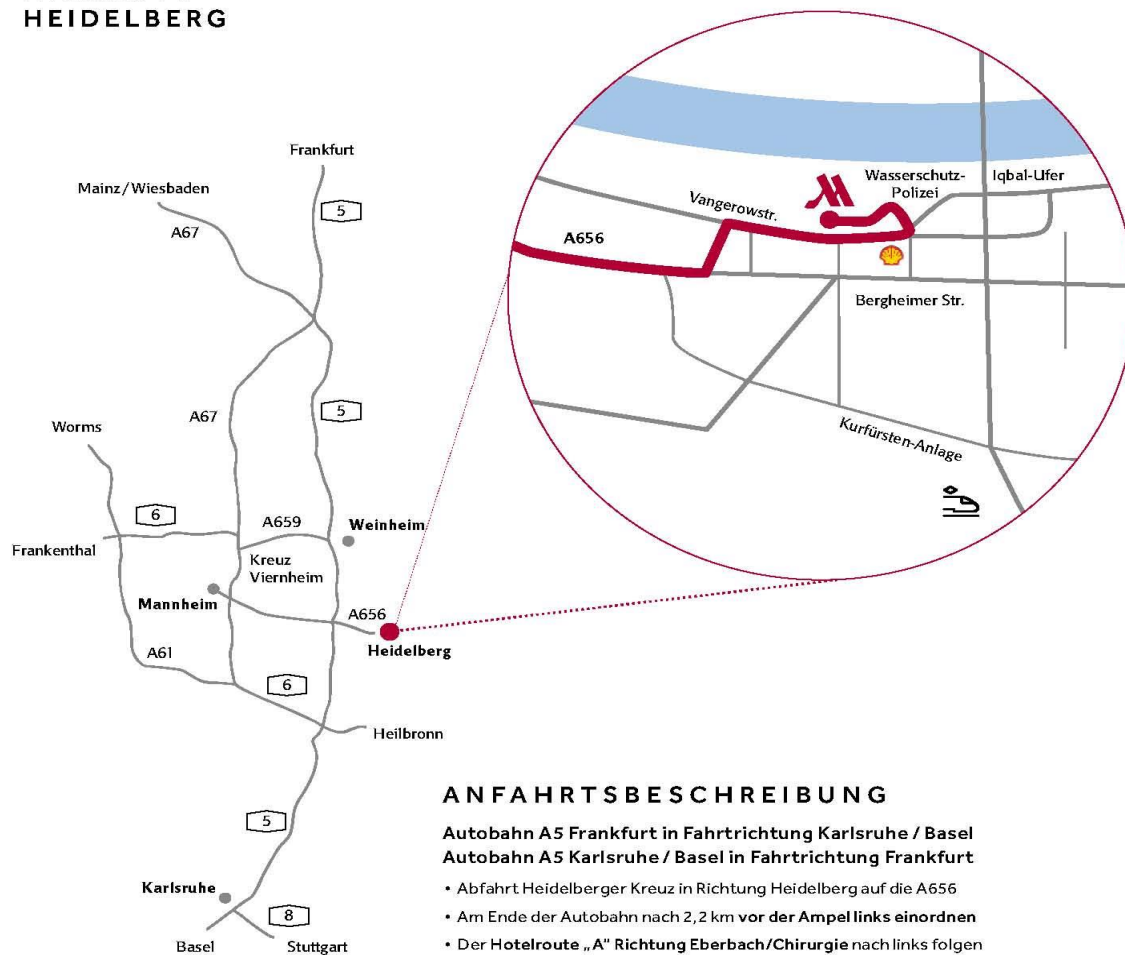 HEIDELBERG
Frankfurt
Mainz/Wiesbaden
5
A67
A67
5
Worms
6
A659
Weinheim
Frankenthal
Kreuz
Viernheim
Mannheim
A656
Heidelberg
A61
6
Heilbronn
5
Karlsruhe
8
Basel
Stuttgart
Wasserschutz-
Polizei
Iqbal-Ufer
Vangerowstr.
A656
Bergheimer Str.
Kurfürsten-Anlage
ANFAHRTSBESCHREIBUNG
Autobahn A5 Frankfurt in Fahrtrichtung Karlsruhe / Basel
Autobahn A5 Karlsruhe / Basel in Fahrtrichtung Frankfurt
• Abfahrt Heidelberger Kreuz in Richtung Heidelberg auf die A656
• Am Ende der Autobahn nach 2,2 km vor der Ampel links einordnen
• Der Hotelroute „A" Richtung Eberbach/Chirurgie nach links folgen